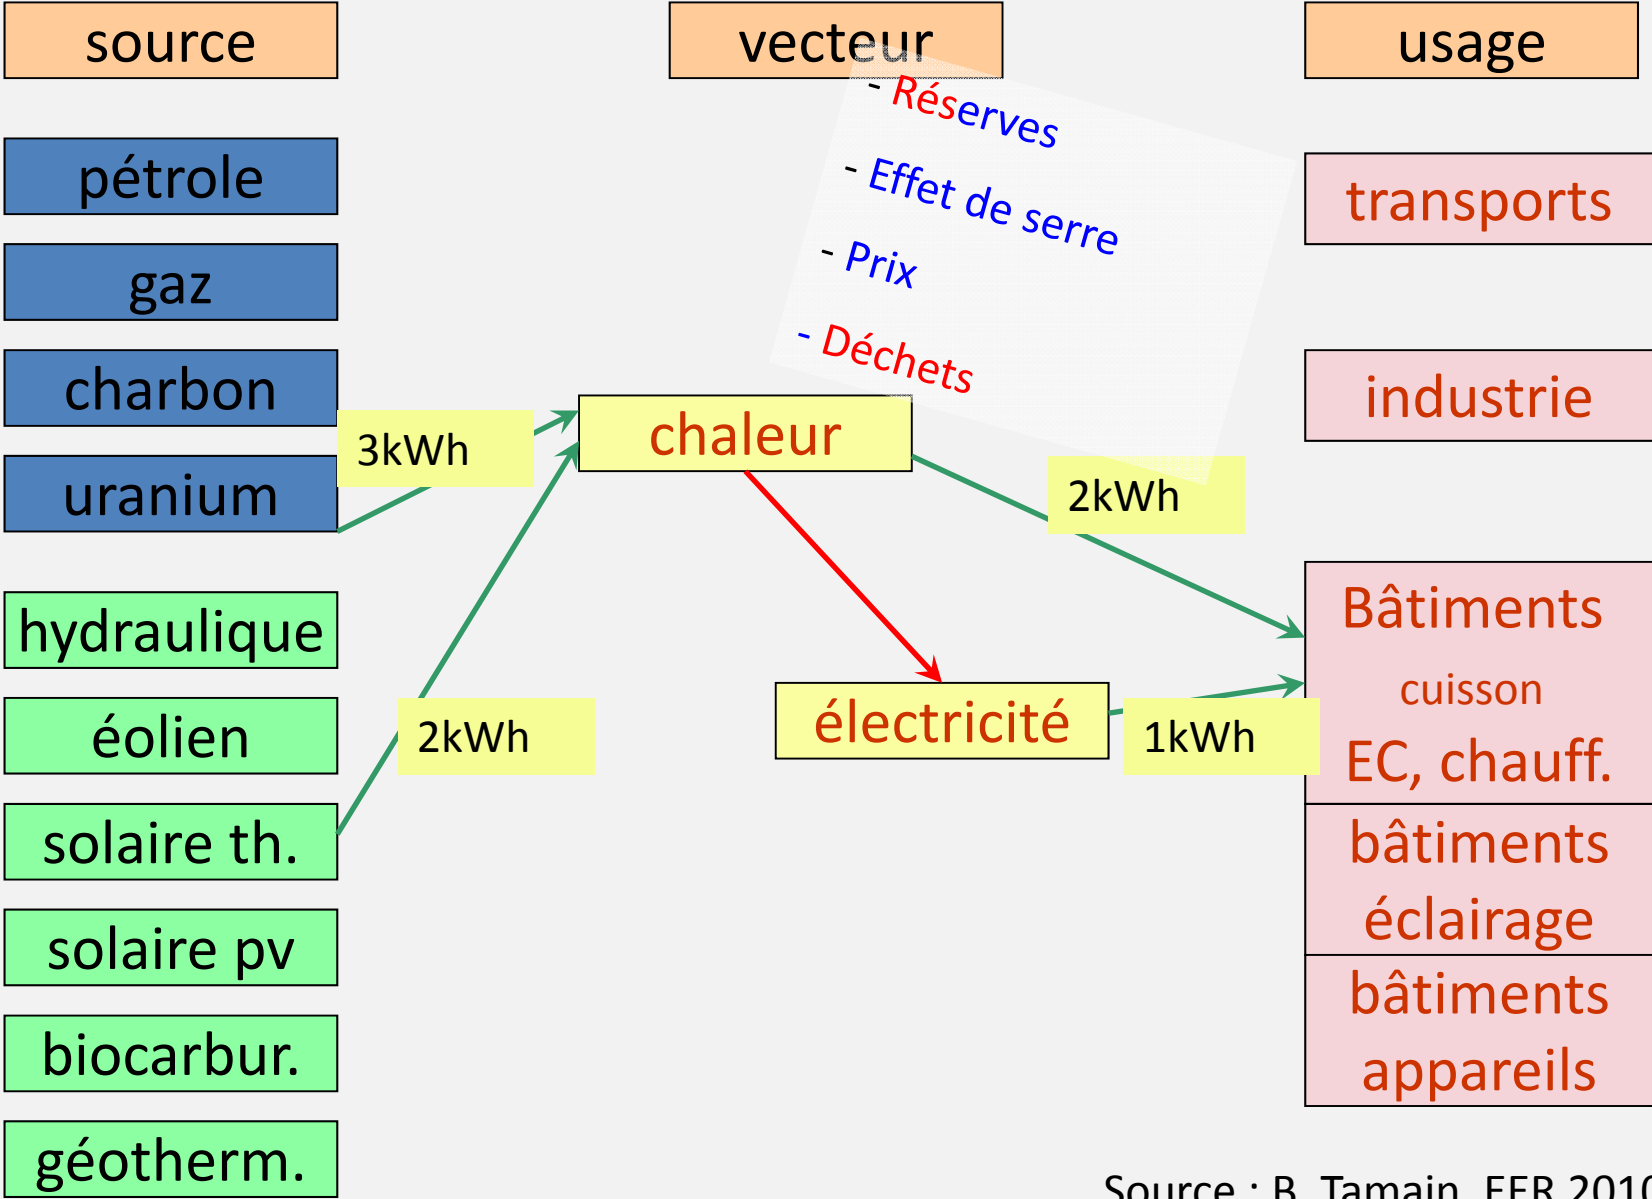 source
vecteur
usage
- Réserves
- Effet de serre
- Prix
- Déchets
pétrole
gaz
charbon
uranium
hydraulique
éolien
solaire th.
solaire pv
biocarbur.
géotherm.
3kWh
2kWh
chaleur
électricité
2kWh
1kWh
transports
industrie
Bâtiments
cuisson
EC, chauff.
bâtiments
éclairage
bâtiments
appareils
Source : B. Tamain, EER 2010